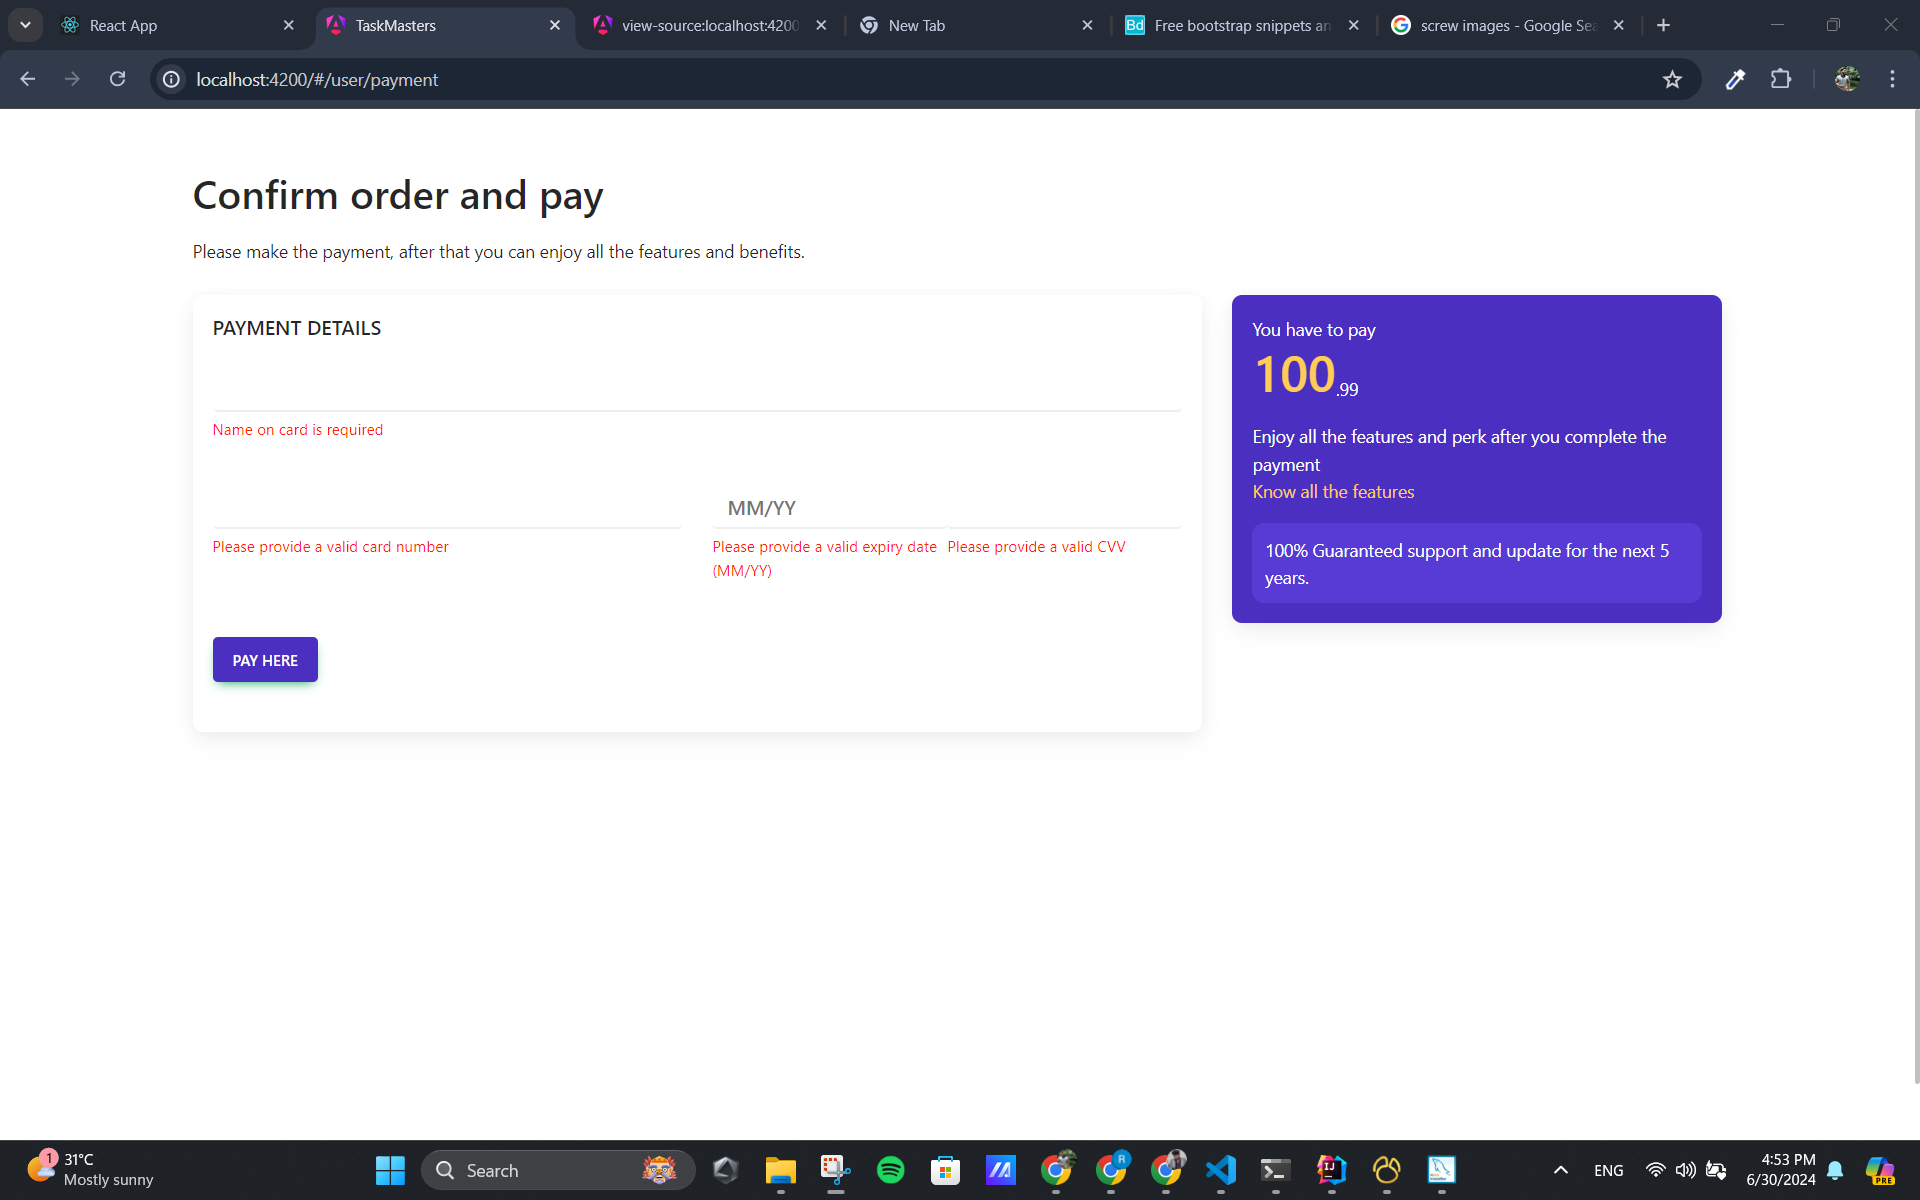 React App
TaskMasters
view-source:localhost:4200
New Tab
Bd
Free bootstrap snippets an
screw images - Google Sea
localhost:4200/#/user/payment
Confirm order and pay
Please make the payment, after that you can enjoy all the features and benefits.
PAYMENT DETAILS
Name on card is required
MM/YY
Please provide a valid card number
Please provide a valid expiry date
(MM/YY)
Please provide a valid CVV
PAY HERE
You have to pay
100.99
Enjoy all the features and perk after you complete the
payment
Know all the features
100% Guaranteed support and update for the next 5
years.
1
31°C
Mostly sunny
Search
R
IJ
ENG
4:53 PM
6/30/2024
PRE